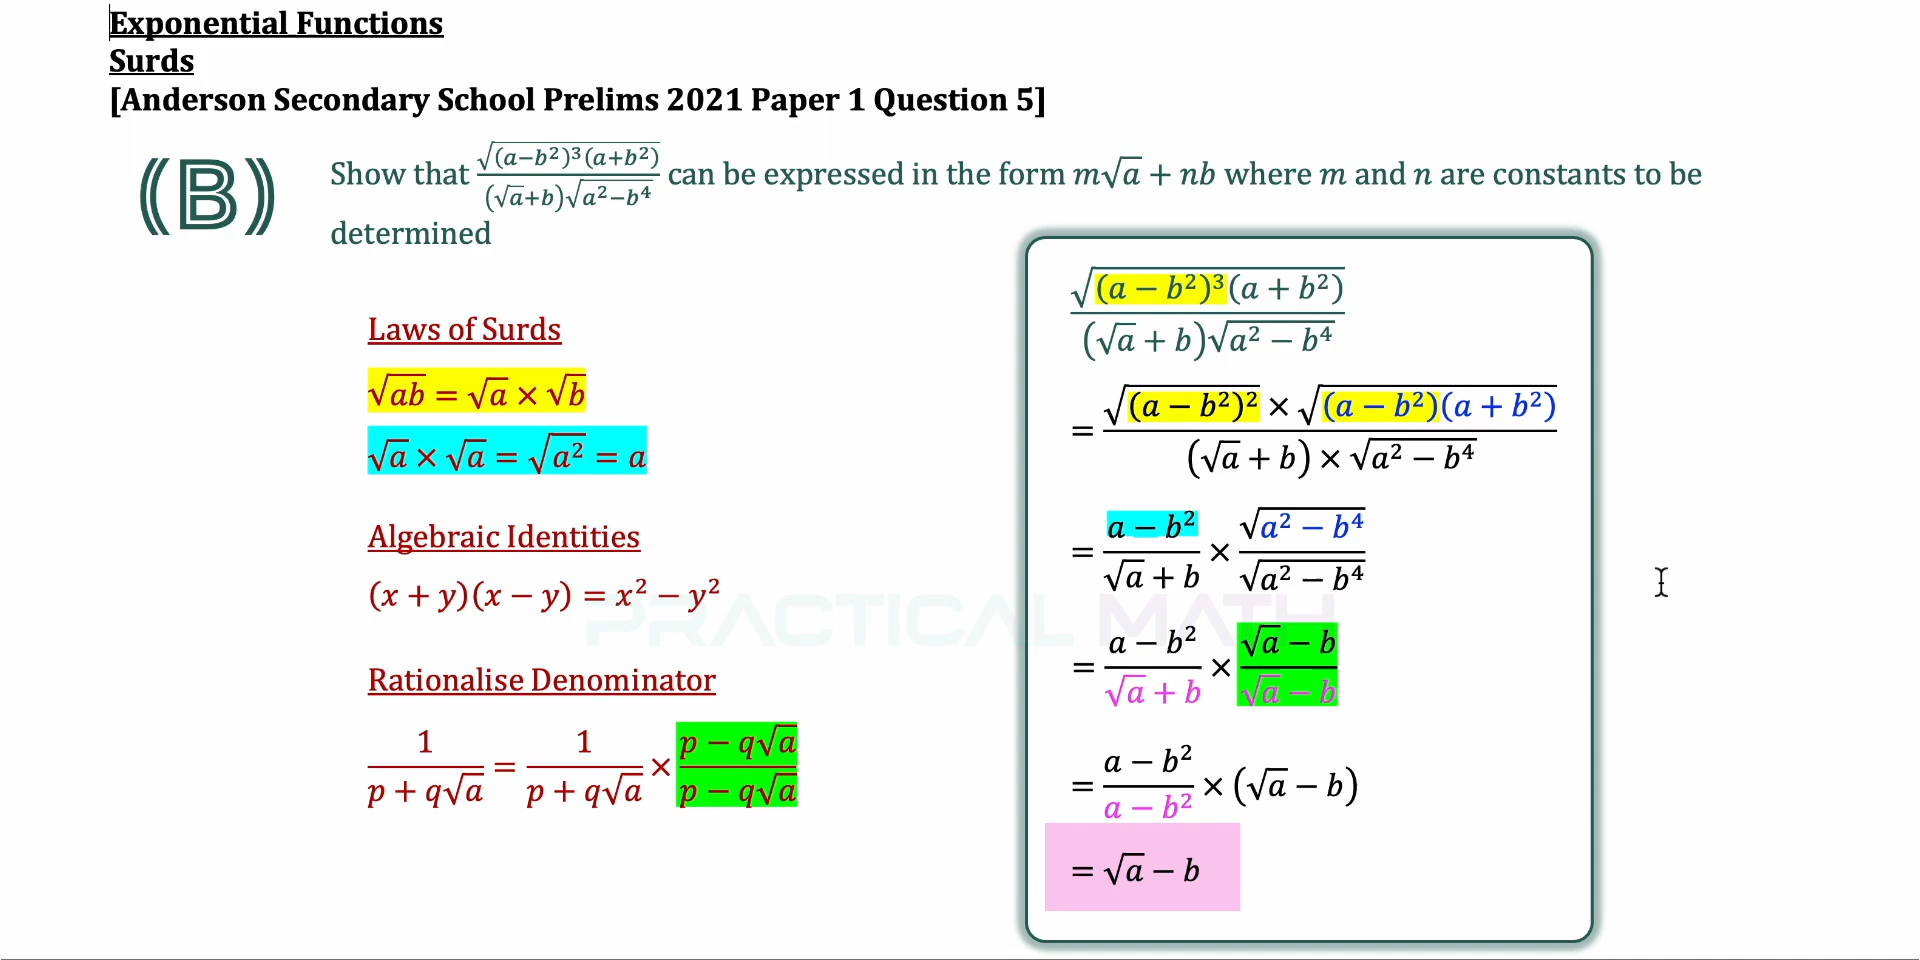 Exponential Functions
Surds
[Anderson Secondary School Prelims 2021 Paper 1 Question 5]
(B)
Show that √((a−b²)³(a+b²)) / ((√a+b)√(a²−b⁴)) can be expressed in the form m√a + nb where m and n are constants to be
determined
Laws of Surds
√(ab) = √a × √b
√a × √a = √(a²) = a
Algebraic Identities
(x + y)(x − y) = x² − y²
Rationalise Denominator
1/(p + q√a) = 1/(p + q√a) × (p − q√a)/(p − q√a)
√((a − b²)³(a + b²)) / ((√a + b)√(a² − b⁴))
= (√((a − b²)²) × √((a − b²)(a + b²))) / ((√a + b) × √(a² − b⁴))
= (a − b²)/(√a + b) × √(a² − b⁴)/√(a² − b⁴)
= (a − b²)/(√a + b) × (√a − b)/(√a − b)
= (a − b²)/(a − b²) × (√a − b)
= √a − b
PRACTICAL MATH